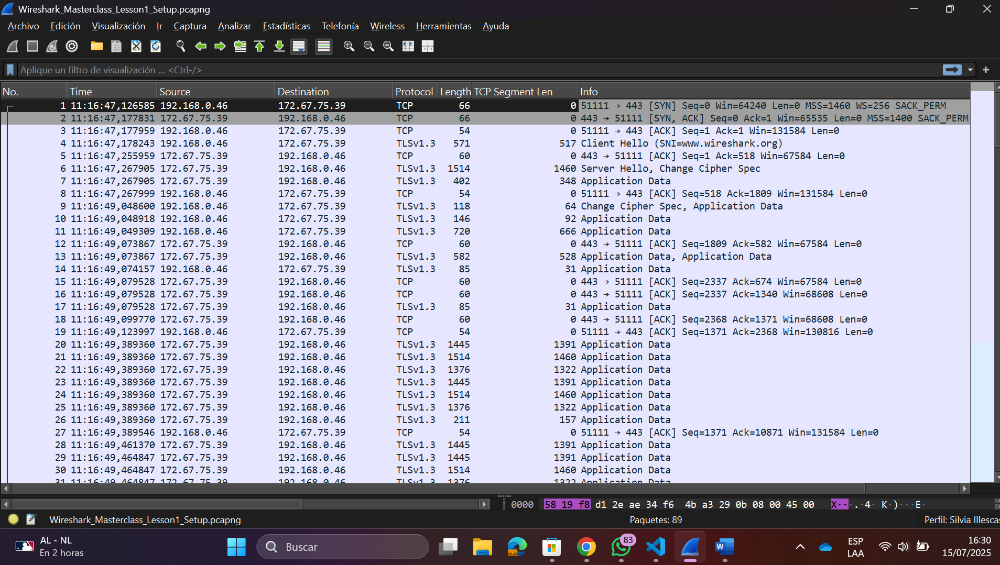 Wireshark_Masterclass_Lesson1_Setup.pcapng
Archivo Edición Visualización Ir Captura Analizar Estadísticas Telefonía Wireless Herramientas Ayuda
Aplique un filtro de visualización ... <Ctrl-/>
No. Time Source Destination Protocol Length TCP Segment Len Info
1 11:16:47,126585 192.168.0.46 172.67.75.39 TCP 66 0 51111 → 443 [SYN] Seq=0 Win=64240 Len=0 MSS=1460 WS=256 SACK_PERM
2 11:16:47,177831 172.67.75.39 192.168.0.46 TCP 66 0 443 → 51111 [SYN, ACK] Seq=0 Ack=1 Win=65535 Len=0 MSS=1400 SACK_PERM
3 11:16:47,177959 192.168.0.46 172.67.75.39 TCP 54 0 51111 → 443 [ACK] Seq=1 Ack=1 Win=131584 Len=0
4 11:16:47,178243 192.168.0.46 172.67.75.39 TLSv1.3 571 517 Client Hello (SNI=www.wireshark.org)
5 11:16:47,255959 172.67.75.39 192.168.0.46 TCP 60 0 443 → 51111 [ACK] Seq=1 Ack=518 Win=67584 Len=0
6 11:16:47,267905 172.67.75.39 192.168.0.46 TLSv1.3 1514 1460 Server Hello, Change Cipher Spec
7 11:16:47,267905 172.67.75.39 192.168.0.46 TLSv1.3 402 348 Application Data
8 11:16:47,267999 192.168.0.46 172.67.75.39 TCP 54 0 51111 → 443 [ACK] Seq=518 Ack=1809 Win=131584 Len=0
9 11:16:49,048600 192.168.0.46 172.67.75.39 TLSv1.3 118 64 Change Cipher Spec, Application Data
10 11:16:49,048918 192.168.0.46 172.67.75.39 TLSv1.3 146 92 Application Data
11 11:16:49,049309 192.168.0.46 172.67.75.39 TLSv1.3 720 666 Application Data
12 11:16:49,073867 172.67.75.39 192.168.0.46 TCP 60 0 443 → 51111 [ACK] Seq=1809 Ack=582 Win=67584 Len=0
13 11:16:49,073867 172.67.75.39 192.168.0.46 TLSv1.3 582 528 Application Data, Application Data
14 11:16:49,074157 192.168.0.46 172.67.75.39 TLSv1.3 85 31 Application Data
15 11:16:49,079528 172.67.75.39 192.168.0.46 TCP 60 0 443 → 51111 [ACK] Seq=2337 Ack=674 Win=67584 Len=0
16 11:16:49,079528 172.67.75.39 192.168.0.46 TCP 60 0 443 → 51111 [ACK] Seq=2337 Ack=1340 Win=68608 Len=0
17 11:16:49,079528 172.67.75.39 192.168.0.46 TLSv1.3 85 31 Application Data
18 11:16:49,099770 172.67.75.39 192.168.0.46 TCP 60 0 443 → 51111 [ACK] Seq=2368 Ack=1371 Win=68608 Len=0
19 11:16:49,123997 192.168.0.46 172.67.75.39 TCP 54 0 51111 → 443 [ACK] Seq=1371 Ack=2368 Win=130816 Len=0
20 11:16:49,389360 172.67.75.39 192.168.0.46 TLSv1.3 1445 1391 Application Data
21 11:16:49,389360 172.67.75.39 192.168.0.46 TLSv1.3 1514 1460 Application Data
22 11:16:49,389360 172.67.75.39 192.168.0.46 TLSv1.3 1376 1322 Application Data
23 11:16:49,389360 172.67.75.39 192.168.0.46 TLSv1.3 1445 1391 Application Data
24 11:16:49,389360 172.67.75.39 192.168.0.46 TLSv1.3 1514 1460 Application Data
25 11:16:49,389360 172.67.75.39 192.168.0.46 TLSv1.3 1376 1322 Application Data
26 11:16:49,389360 172.67.75.39 192.168.0.46 TLSv1.3 211 157 Application Data
27 11:16:49,389546 192.168.0.46 172.67.75.39 TCP 54 0 51111 → 443 [ACK] Seq=1371 Ack=10871 Win=131584 Len=0
28 11:16:49,461370 172.67.75.39 192.168.0.46 TLSv1.3 1445 1391 Application Data
29 11:16:49,464847 172.67.75.39 192.168.0.46 TLSv1.3 1445 1391 Application Data
30 11:16:49,464847 172.67.75.39 192.168.0.46 TLSv1.3 1514 1460 Application Data
31 11:16:49,464847 172.67.75.39 192.168.0.46 TLSv1.3 1376 1322 Application Data
0000 58 19 f8 d1 2e ae 34 f6 4b a3 29 0b 08 00 45 00 X··.·4· K·)···E·
Wireshark_Masterclass_Lesson1_Setup.pcapng Paquetes: 89 Perfil: Silvia Illescas
AL - NL
En 2 horas
Buscar
83
ESP
LAA
16:30
15/07/2025